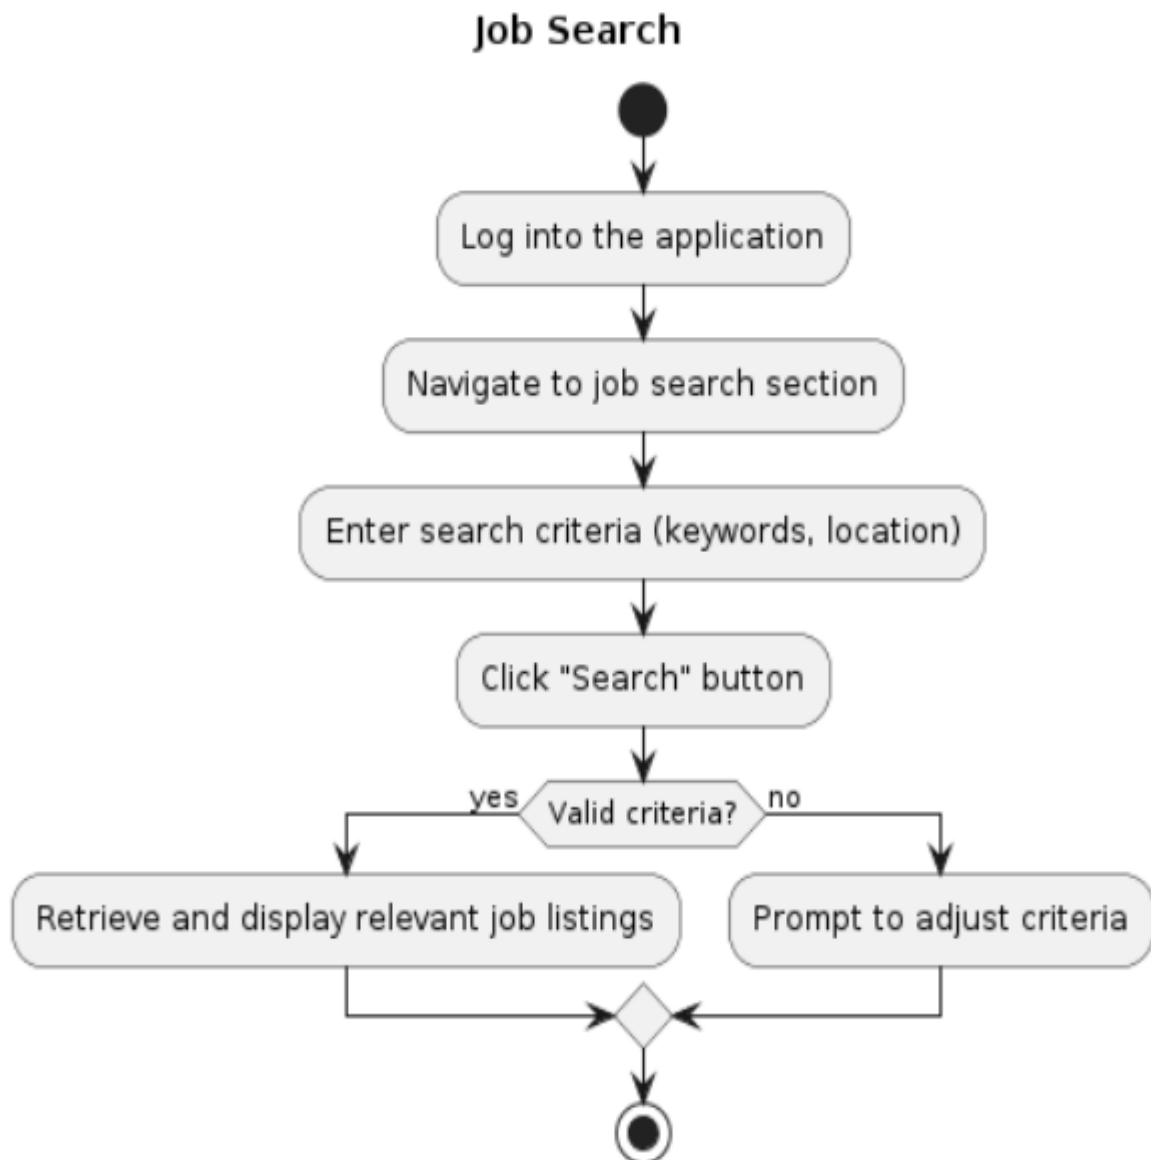 Job Search
Log into the application
Navigate to job search section
Enter search criteria (keywords, location)
Click "Search" button
yes
Valid criteria?
no
Retrieve and display relevant job listings
Prompt to adjust criteria